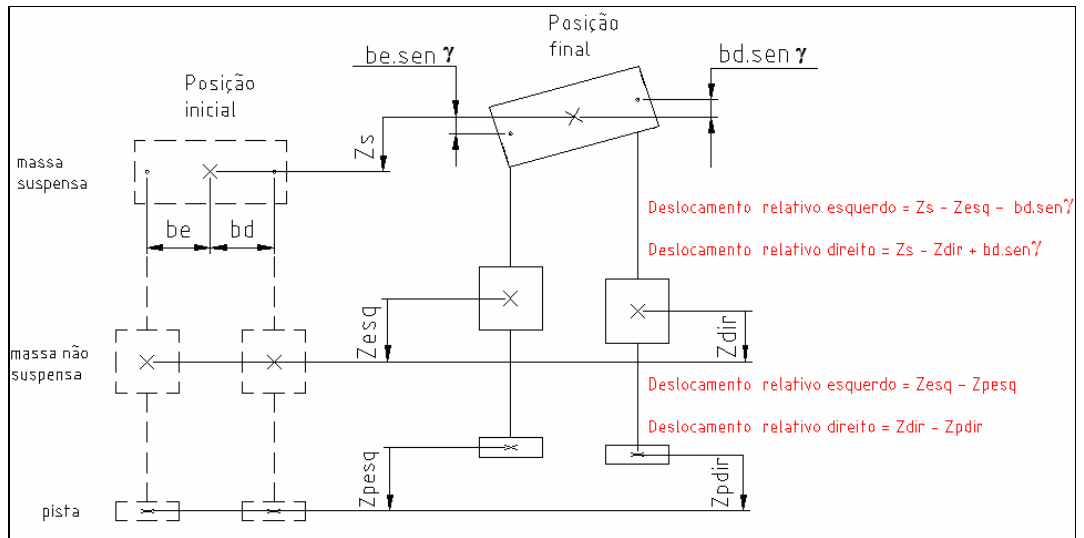 Posição
inicial
Posição
final
be.sen γ
bd.sen γ
massa
suspensa
Zs
be
bd
Deslocamento relativo esquerdo = Zs - Zesq - bd.senγ
Deslocamento relativo direito = Zs - Zdir + bd.senγ
massa não
suspensa
Zesq
Zdir
Deslocamento relativo esquerdo = Zesq - Zpesq
Deslocamento relativo direito = Zdir - Zpdir
pista
Zpesq
Zpdir